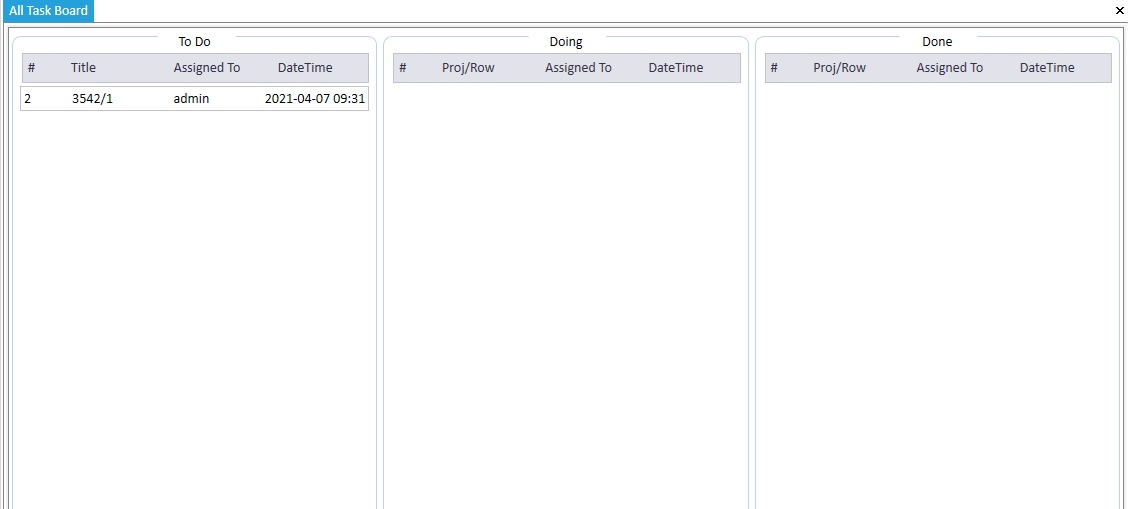 All Task Board
To Do
# Title Assigned To DateTime
2 3542/1 admin 2021-04-07 09:31
Doing
# Proj/Row Assigned To DateTime
Done
# Proj/Row Assigned To DateTime